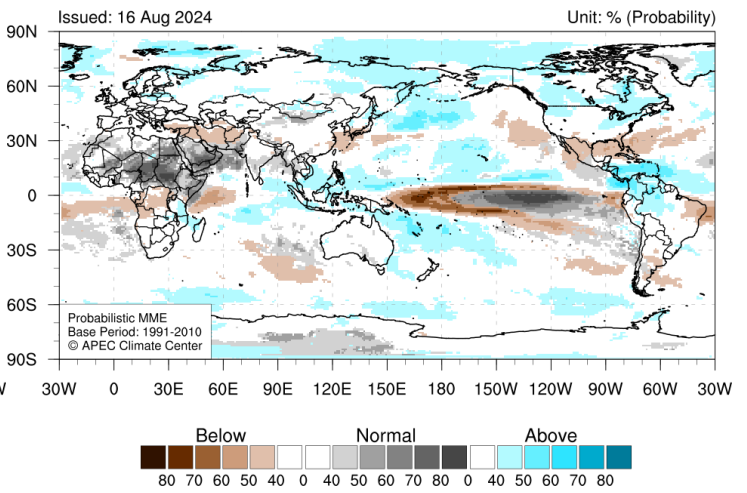 Issued: 16 Aug 2024 Unit: % (Probability)
90N
60N
30N
0
30S
60S
90S
Probabilistic MME
Base Period: 1991-2010
© APEC Climate Center
W 30W 0 30E 60E 90E 120E 150E 180 150W 120W 90W 60W 30W
Below Normal Above
80 70 60 50 40 0 40 50 60 70 80 0 40 50 60 70 80